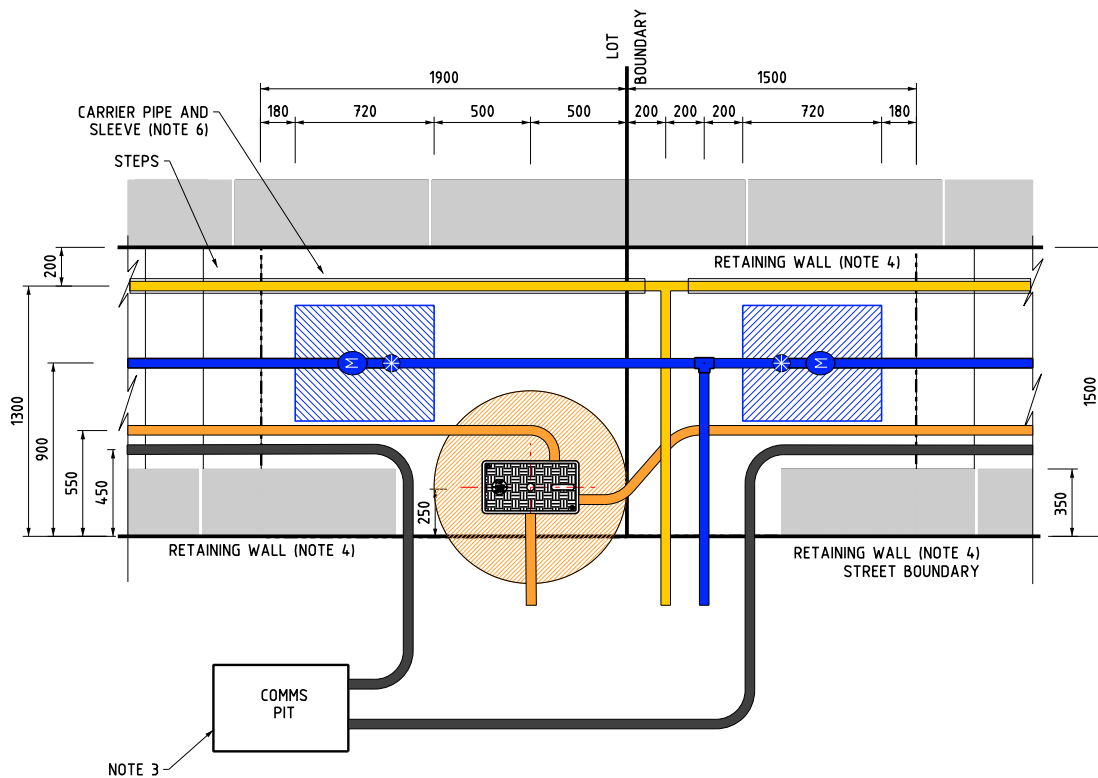 LOT
BOUNDARY
1900
1500
180
720
500
500
200
200
200
720
180
CARRIER PIPE AND
SLEEVE (NOTE 6)
STEPS
200
RETAINING WALL (NOTE 4)
M
M
1300
900
550
450
250
1500
350
RETAINING WALL (NOTE 4)
RETAINING WALL (NOTE 4)
STREET BOUNDARY
COMMS
PIT
NOTE 3